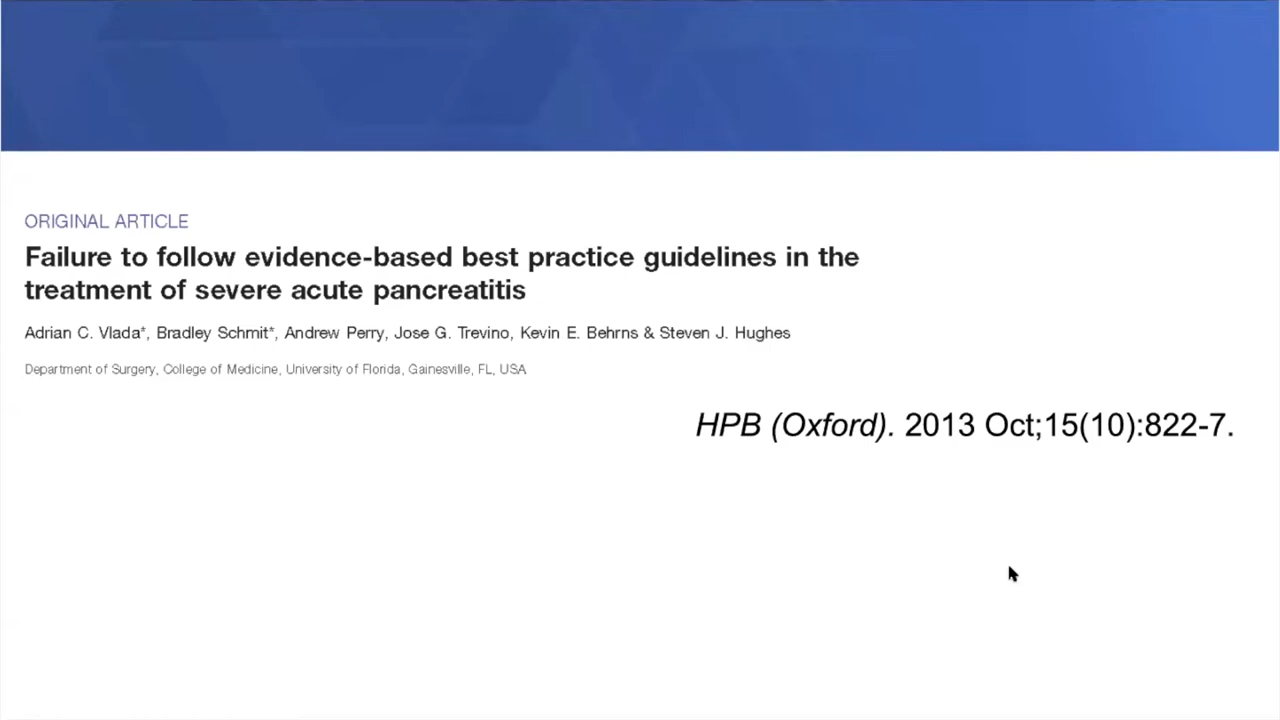 ORIGINAL ARTICLE
Failure to follow evidence-based best practice guidelines in the
treatment of severe acute pancreatitis
Adrian C. Vlada*, Bradley Schmit*, Andrew Perry, Jose G. Trevino, Kevin E. Behrns & Steven J. Hughes
Department of Surgery, College of Medicine, University of Florida, Gainesville, FL, USA
HPB (Oxford). 2013 Oct;15(10):822-7.